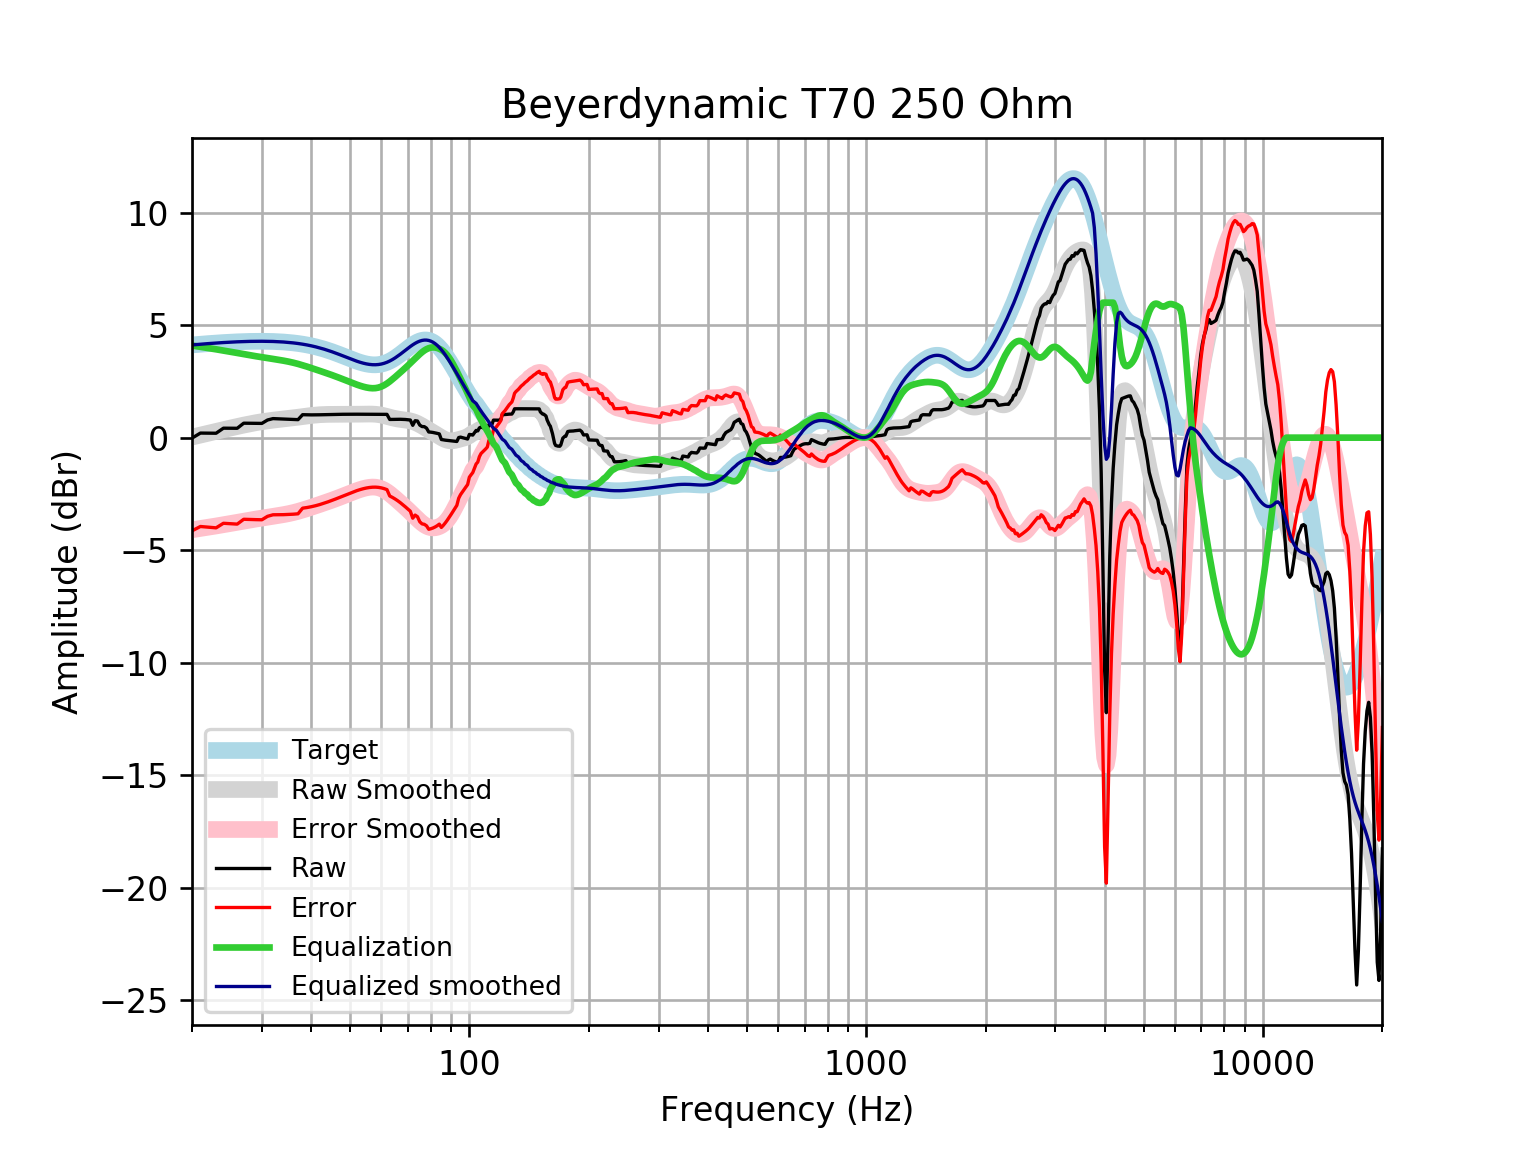 Beyerdynamic T70 250 Ohm
Amplitude (dBr)
10
5
0
−5
−10
−15
−20
−25
Target
Raw Smoothed
Error Smoothed
Raw
Error
Equalization
Equalized smoothed
100 1000 10000
Frequency (Hz)